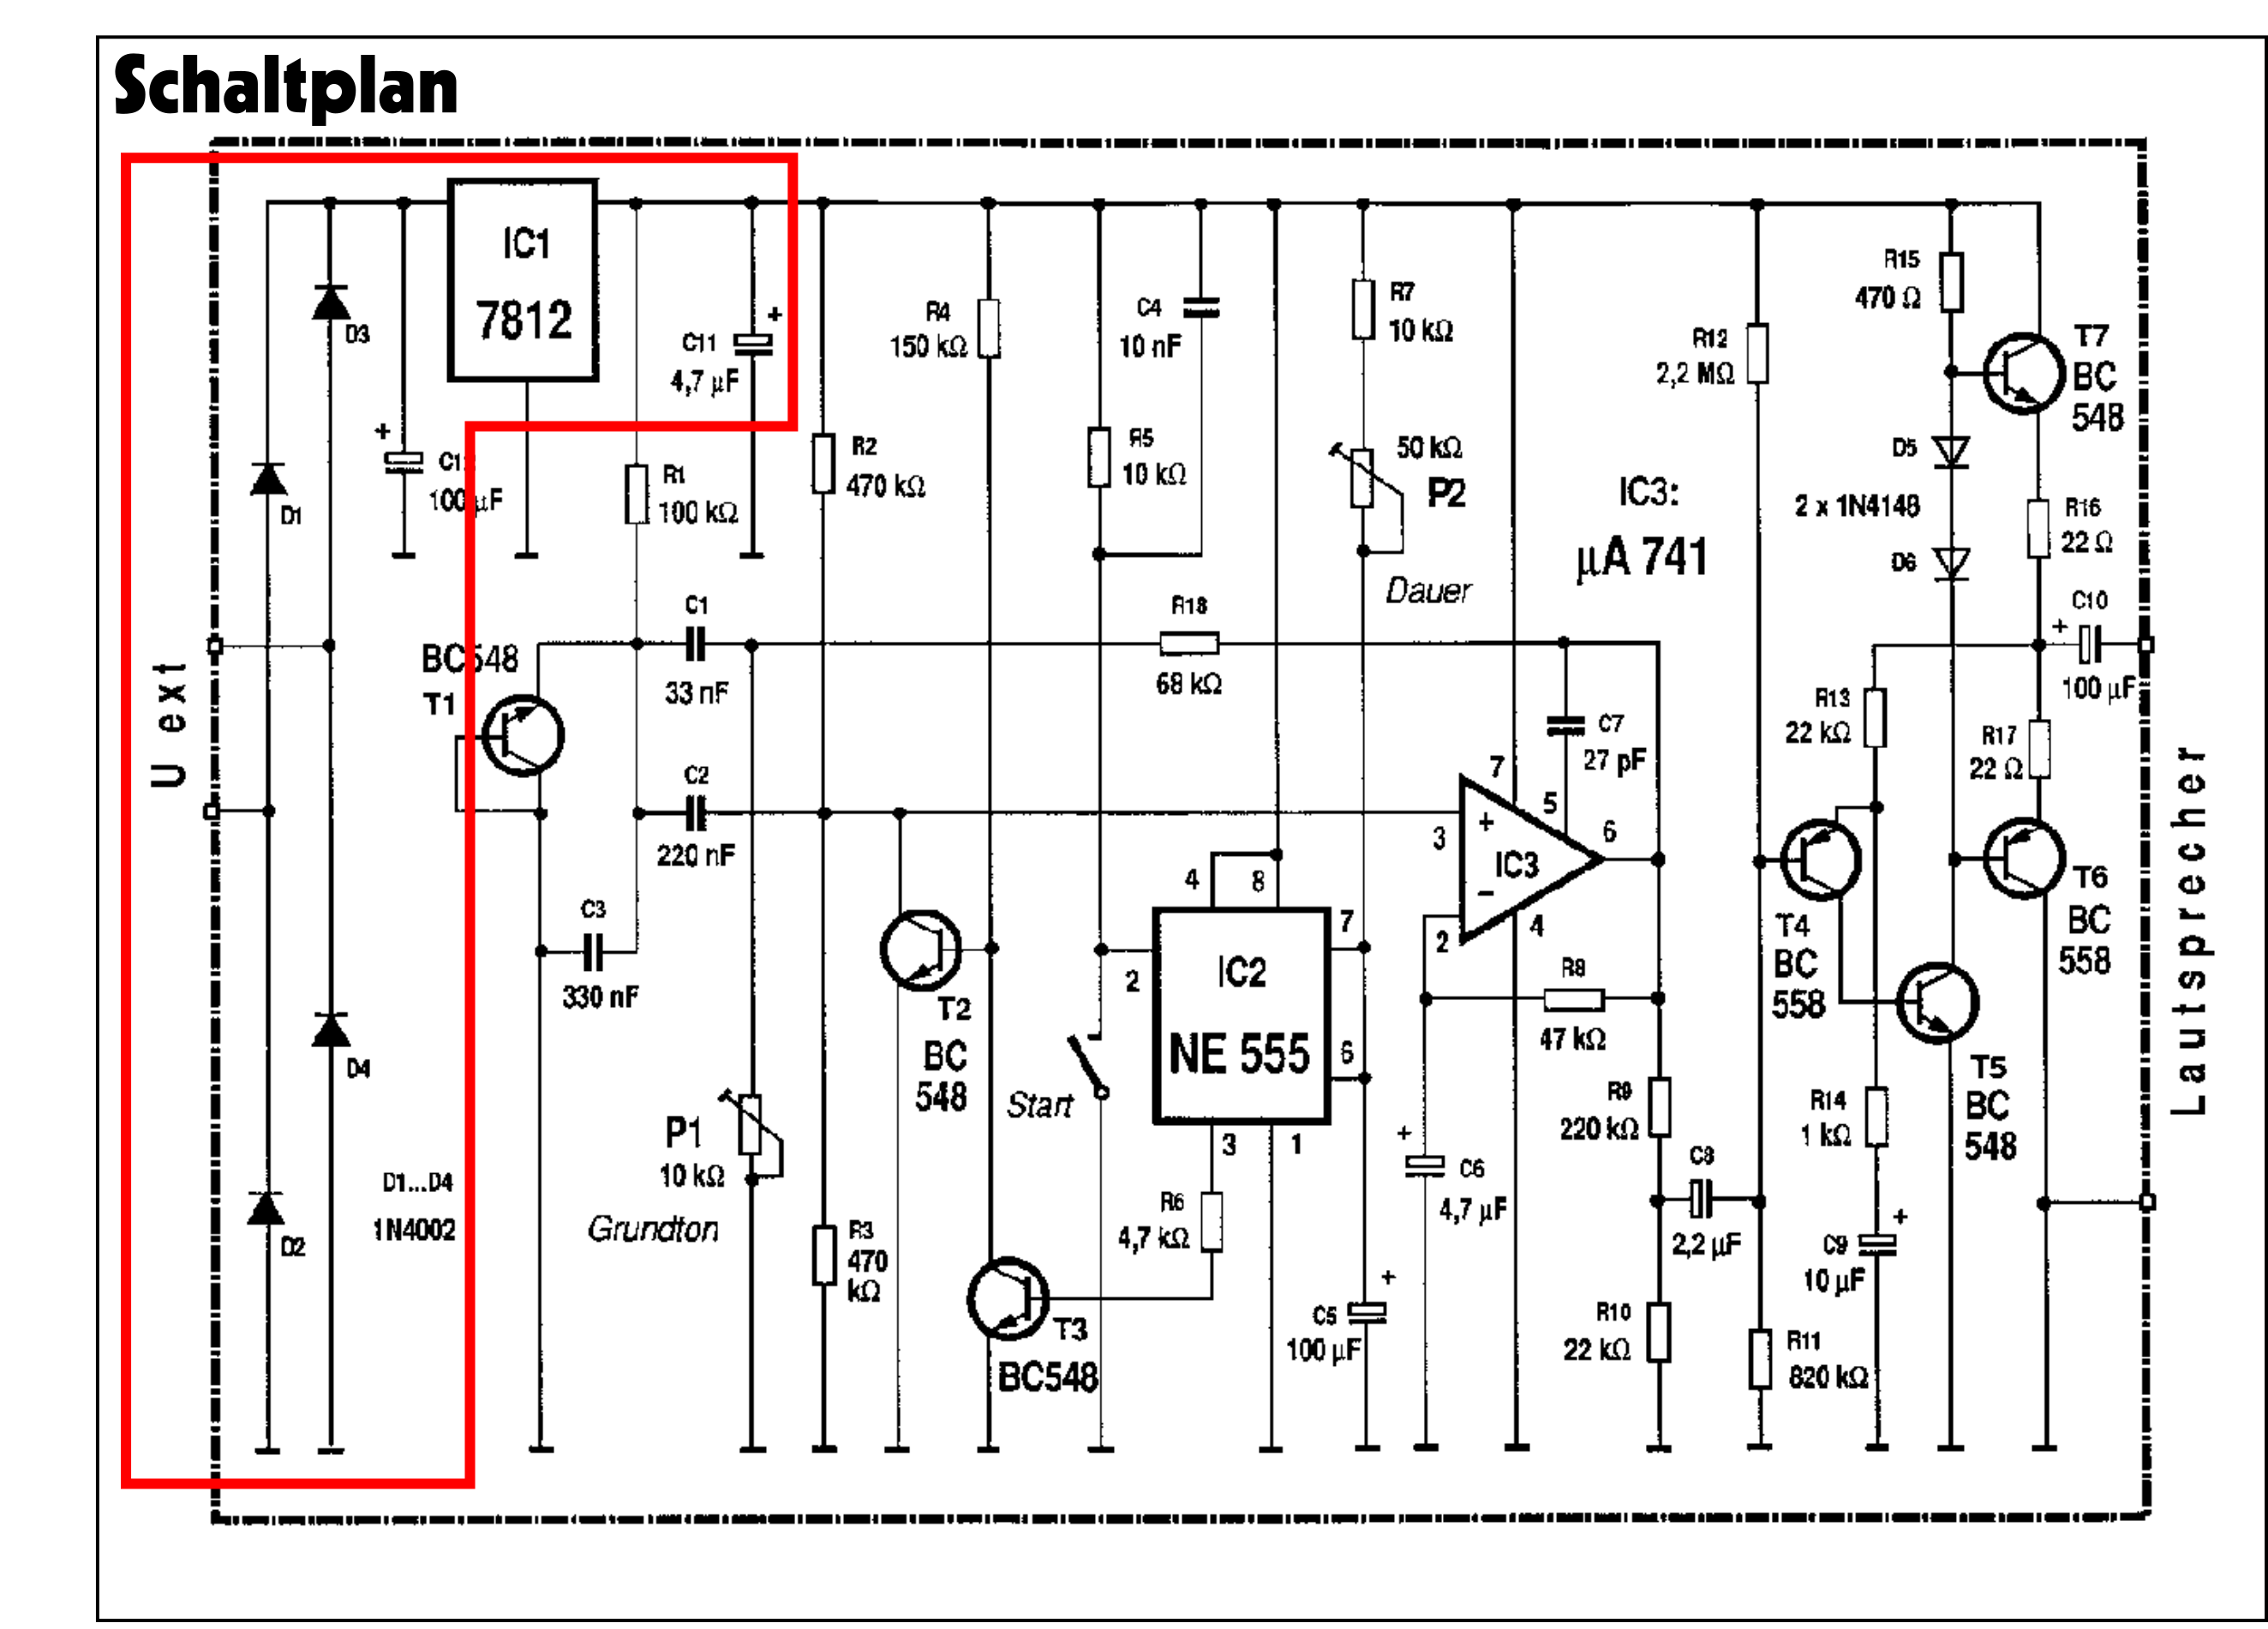 Schaltplan
IC1
7812
D3
C11
4,7 µF
+
+
100 µF
D1
U ext
D4
D1...D4
1N4002
D2
BC548
T1
R1
100 kΩ
C1
33 nF
C2
220 nF
C3
330 nF
P1
10 kΩ
Grundton
R2
470 kΩ
R3
470
kΩ
R4
150 kΩ
T2
BC
548
T3
BC548
C4
10 nF
R5
10 kΩ
R7
10 kΩ
50 kΩ
P2
Dauer
R18
68 kΩ
Start
4
8
7
2
IC2
NE 555
6
3
1
R6
4,7 kΩ
+
C5
100 µF
IC3:
µA 741
C7
27 pF
7
5
6
3
+
IC3
−
2
4
R8
47 kΩ
+
C6
4,7 µF
R9
220 kΩ
C8
2,2 µF
R10
22 kΩ
R11
820 kΩ
R12
2,2 MΩ
R13
22 kΩ
T4
BC
558
R14
1 kΩ
+
C9
10 µF
R15
470 Ω
T7
BC
548
D5
2 x 1N4148
D6
R16
22 Ω
C10
+
100 µF
R17
22 Ω
T6
BC
558
T5
BC
548
Lautsprecher